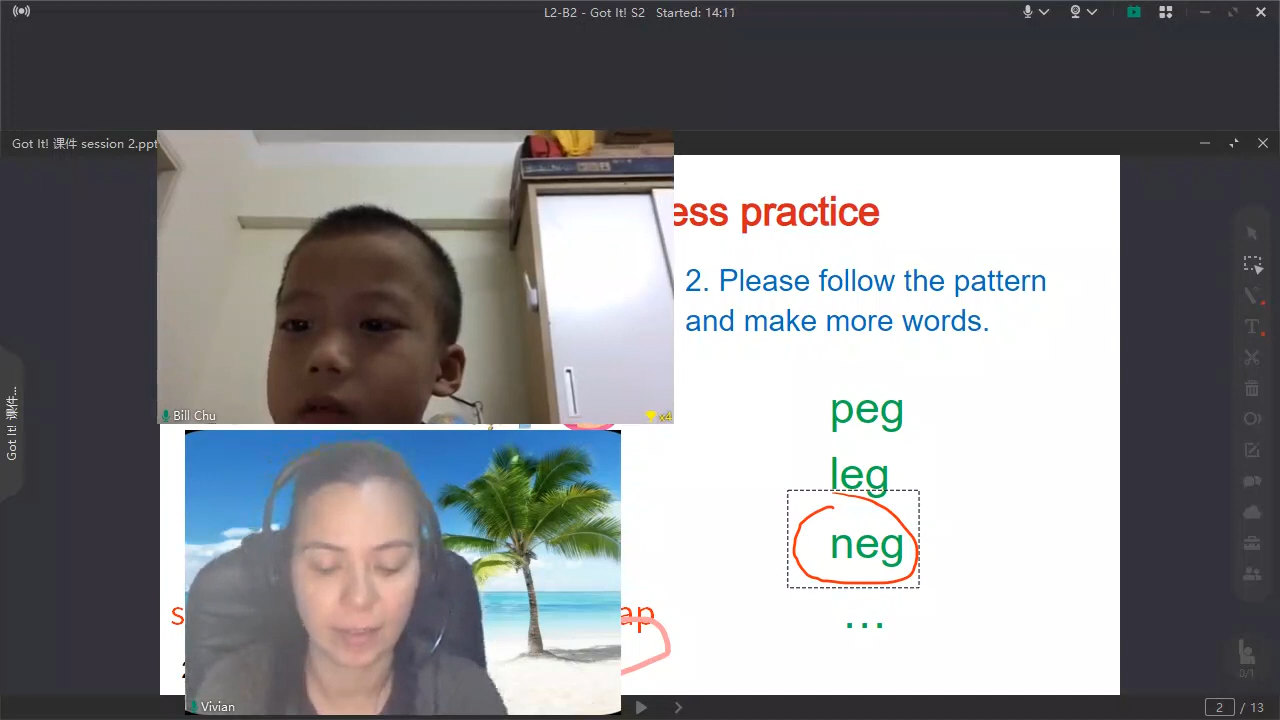 L2-B2 - Got It! S2 Started: 14:11
Got It! 课件 session 2.ppt
ess practice
2. Please follow the pattern
and make more words.
Bill Chu
x4
peg
leg
neg
...
s
ap
Vivian
Got It! 课件...
0/1
2 / 13